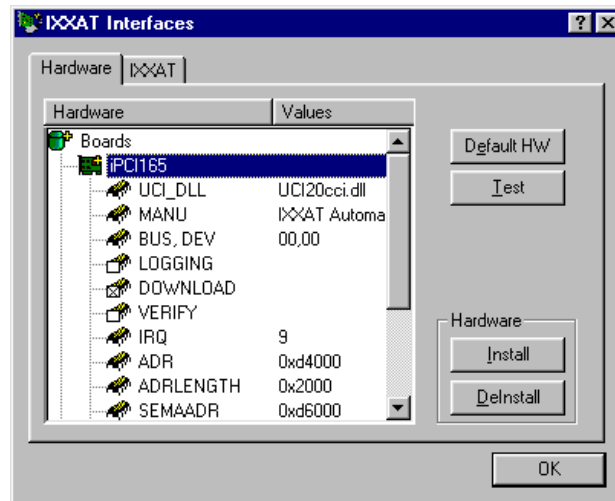 IXXAT Interfaces
Hardware IXXAT
Hardware Values
Boards
iPCI165
UCI_DLL UCI20cci.dll
MANU IXXAT Automa
BUS, DEV 00,00
LOGGING
DOWNLOAD
VERIFY
IRQ 9
ADR 0xd4000
ADRLENGTH 0x2000
SEMAADR 0xd6000
Default HW
Test
Hardware
Install
DeInstall
OK